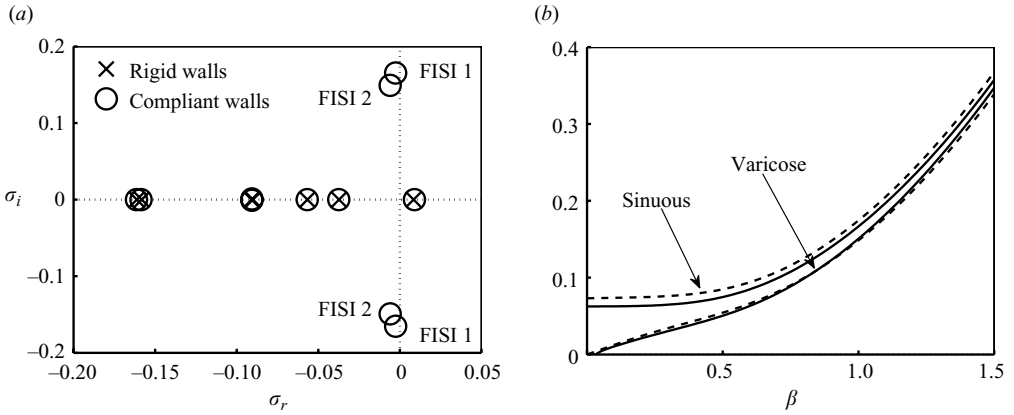 (a)
0.2
Rigid walls
Compliant walls
FISI 1
FISI 2
0.1
σi
0
−0.1
FISI 2
FISI 1
−0.2
−0.20
−0.15
−0.10
−0.05
0
0.05
σr
(b)
0.4
0.3
Varicose
Sinuous
0.2
0.1
0
0.5
1.0
1.5
β